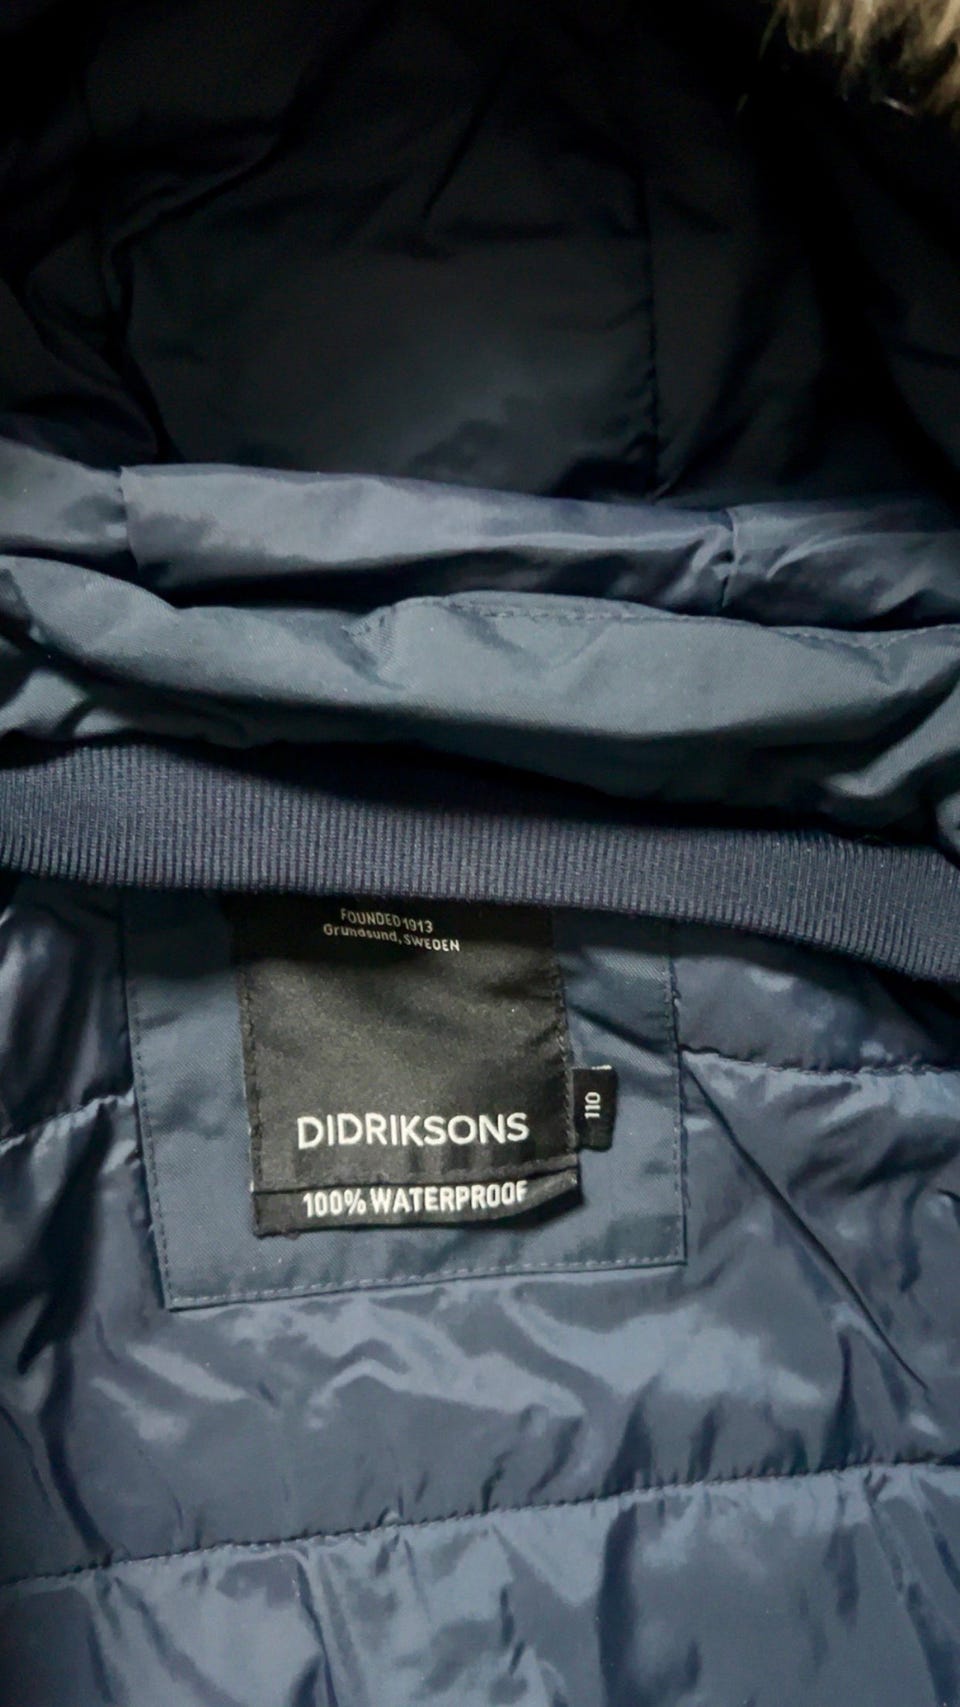 FOUNDED 1913
Grundsund, SWEDEN
DIDRIKSONS
110
100% WATERPROOF